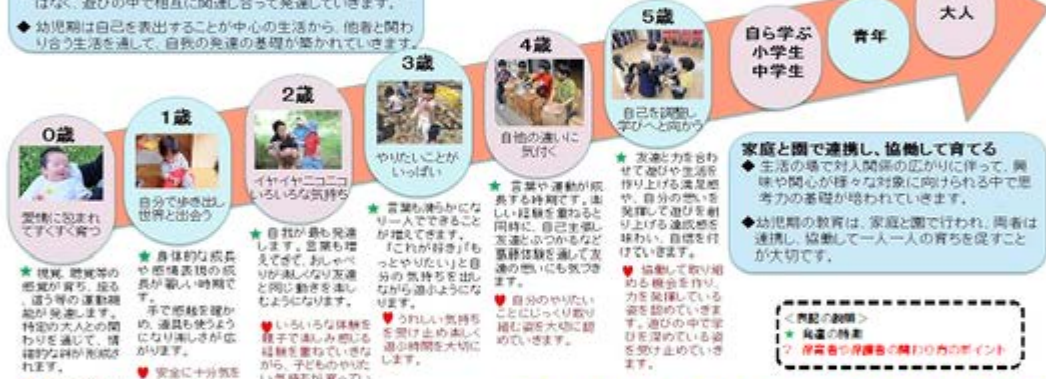 はなく、遊びの中で相互に関連し合って発達していきます。
◆ 幼児期は自己を表出することが中心の生活から、他者と関わ
り合う生活を通して、自我の発達の基礎が築かれていきます。
0歳
愛情に包まれ
てすくすく育つ
★ 視覚、聴覚等の
感覚が育ち、座る
、這う等の運動機
能が発達します。
特定の大人との関
わりを通じて、情
緒的な絆が形成さ
れます。
1歳
自分で歩き出し
世界と出会う
★ 身体的な成長
や感情表現の成
長が著しい時期で
す。
手で感触を確か
め、道具も使うよう
になり楽しさが広
がります。
♥ 安全に十分気を
2歳
イヤイヤニコニコ
いろいろな気持ち
★ 自我が最も発達
します。言葉も増
えてきて、おしゃべ
りが楽しくなり友達
と同じ動きを楽し
むようになります。
♥ いろいろな体験を
親子で楽しみ感じる
経験を重ねていきな
がら、子どものやりた
い気持ちが育ってい
3歳
やりたいことが
いっぱい
★ 言葉も滑らかにな
り一人でできること
が増えてきます。
「これが好き」「も
っとやりたい」と自
分の気持ちを出し
ながら遊ぶようにな
ります。
♥ うれしい気持ち
を受け止め楽しく
遊ぶ時間を大切に
します。
4歳
自他の違いに
気付く
★ 言葉や運動が成
長する時期です。楽
しい経験を重ねると
同時に、自己主張し
友達とぶつかるなど
葛藤体験を通して友
達の想いにも気づき
ます。
♥ 自分のやりたい
ことにじっくり取り
組む姿を大切に認
めていきます。
5歳
自己を調整し
学びへと向かう
★ 友達と力を合わ
せて遊びや生活を
作り上げる満足感
や、自分の思いを
発揮して遊びを創
り上げる達成感を
味わい、自信を付
けていきます。
♥ 協働して取り組
める機会を作り、
力を発揮している
姿を認めていきま
す。遊びの中で学
びを深めている姿
を受け止めていき
ます。
自ら学ぶ
小学生
中学生
青年
大人
家庭と園で連携し、協働して育てる
◆ 生活の場で対人関係の広がりに伴って、興
味や関心が様々な対象に向けられる中で思
考力の基礎が培われていきます。
◆幼児期の教育は、家庭と園で行われ、両者は
連携し、協働して一人一人の育ちを促すこと
が大切です。
＜表記の説明＞
★ 発達の特徴
♥ 保育者や保護者の関わり方のポイント